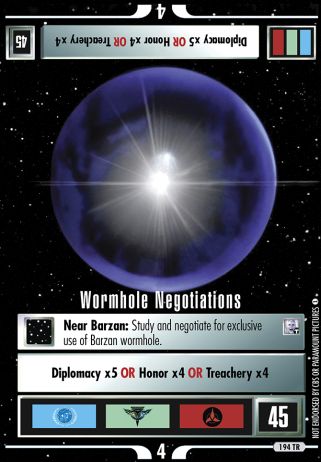 4
45
Diplomacy x5 OR Honor x4 OR Treachery x4
Wormhole Negotiations
Near Barzan: Study and negotiate for exclusive
use of Barzan wormhole.
Diplomacy x5 OR Honor x4 OR Treachery x4
45
4
194 TR
NOT ENDORSED BY CBS OR PARAMOUNT PICTURES